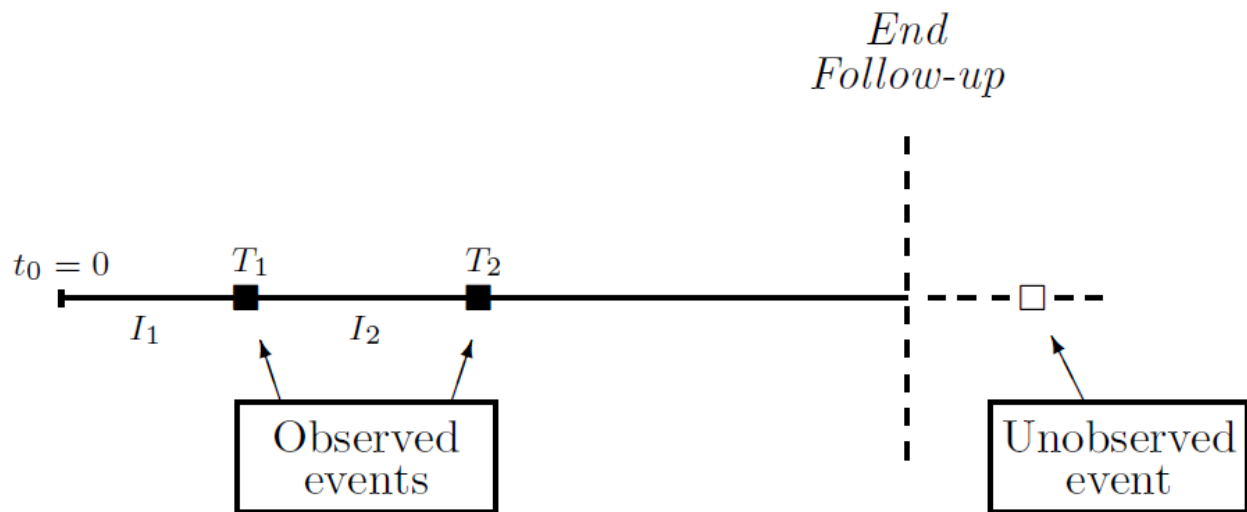 End
Follow-up
t₀ = 0
T₁
T₂
I₁
I₂
Observed
events
Unobserved
event